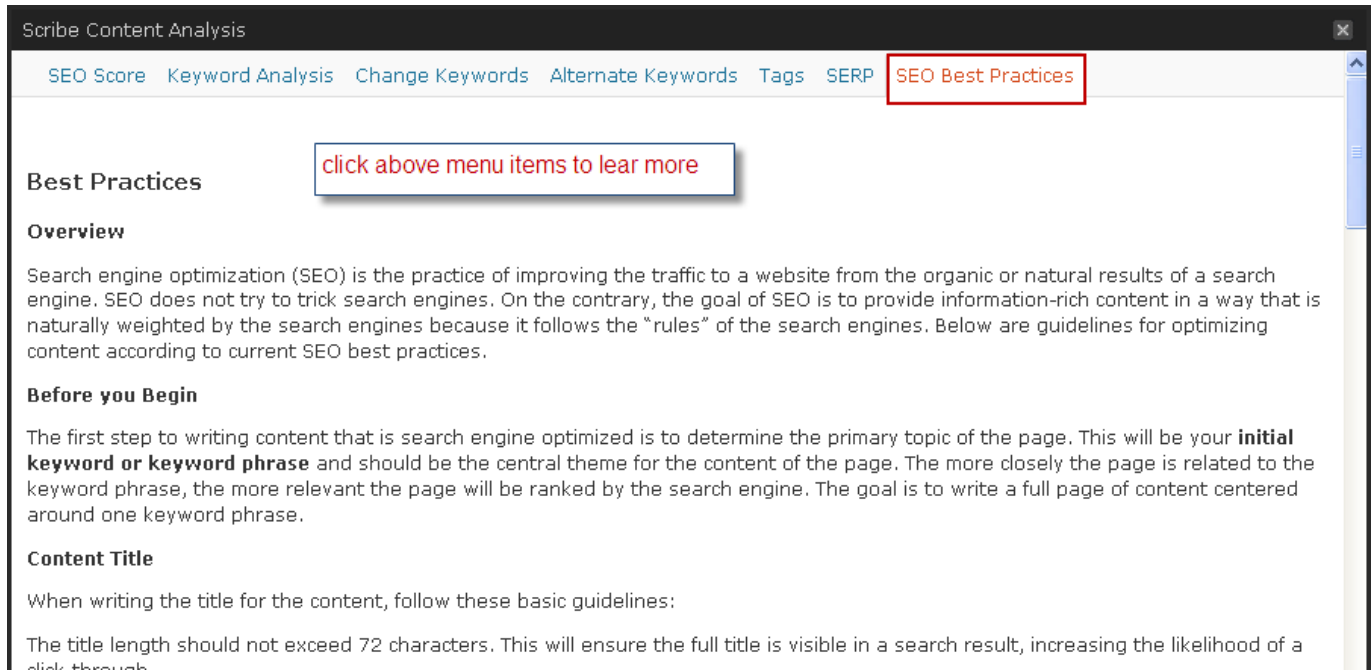 Scribe Content Analysis
SEO Score Keyword Analysis Change Keywords Alternate Keywords Tags SERP SEO Best Practices
click above menu items to lear more
Best Practices
Overview
Search engine optimization (SEO) is the practice of improving the traffic to a website from the organic or natural results of a search
engine. SEO does not try to trick search engines. On the contrary, the goal of SEO is to provide information-rich content in a way that is
naturally weighted by the search engines because it follows the “rules” of the search engines. Below are guidelines for optimizing
content according to current SEO best practices.
Before you Begin
The first step to writing content that is search engine optimized is to determine the primary topic of the page. This will be your initial
keyword or keyword phrase and should be the central theme for the content of the page. The more closely the page is related to the
keyword phrase, the more relevant the page will be ranked by the search engine. The goal is to write a full page of content centered
around one keyword phrase.
Content Title
When writing the title for the content, follow these basic guidelines:
The title length should not exceed 72 characters. This will ensure the full title is visible in a search result, increasing the likelihood of a
click-through